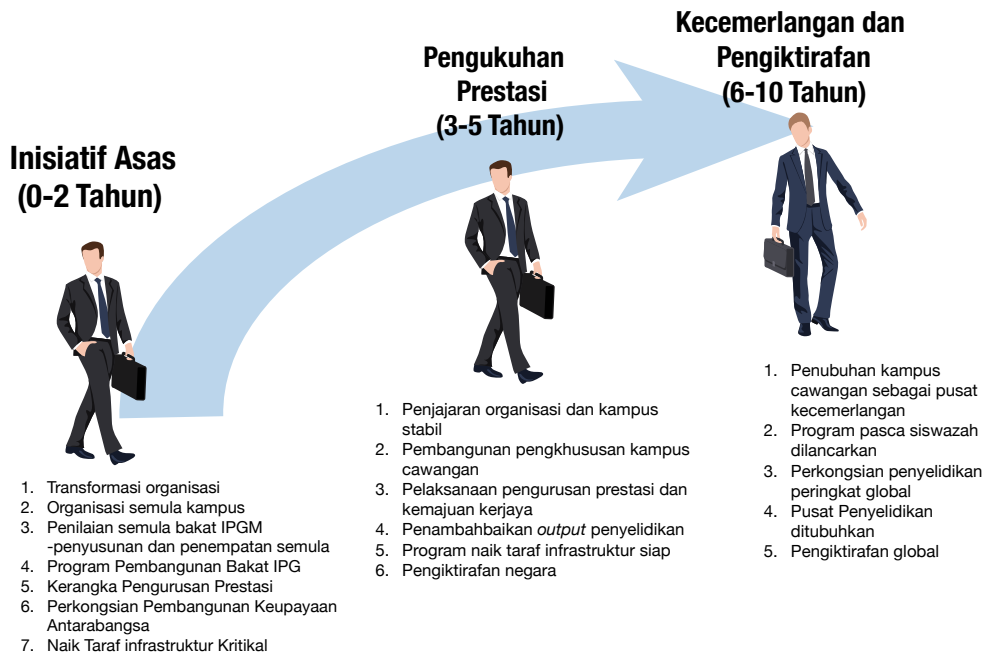 Inisiatif Asas
(0-2 Tahun)
1. Transformasi organisasi
2. Organisasi semula kampus
3. Penilaian semula bakat IPGM
-penyusunan dan penempatan semula
4. Program Pembangunan Bakat IPG
5. Kerangka Pengurusan Prestasi
6. Perkongsian Pembangunan Keupayaan
Antarabangsa
7. Naik Taraf infrastruktur Kritikal
Pengukuhan
Prestasi
(3-5 Tahun)
1. Penjajaran organisasi dan kampus
stabil
2. Pembangunan pengkhususan kampus
cawangan
3. Pelaksanaan pengurusan prestasi dan
kemajuan kerjaya
4. Penambahbaikan output penyelidikan
5. Program naik taraf infrastruktur siap
6. Pengiktirafan negara
Kecemerlangan dan
Pengiktirafan
(6-10 Tahun)
1. Penubuhan kampus
cawangan sebagai pusat
kecemerlangan
2. Program pasca siswazah
dilancarkan
3. Perkongsian penyelidikan
peringkat global
4. Pusat Penyelidikan
ditubuhkan
5. Pengiktirafan global